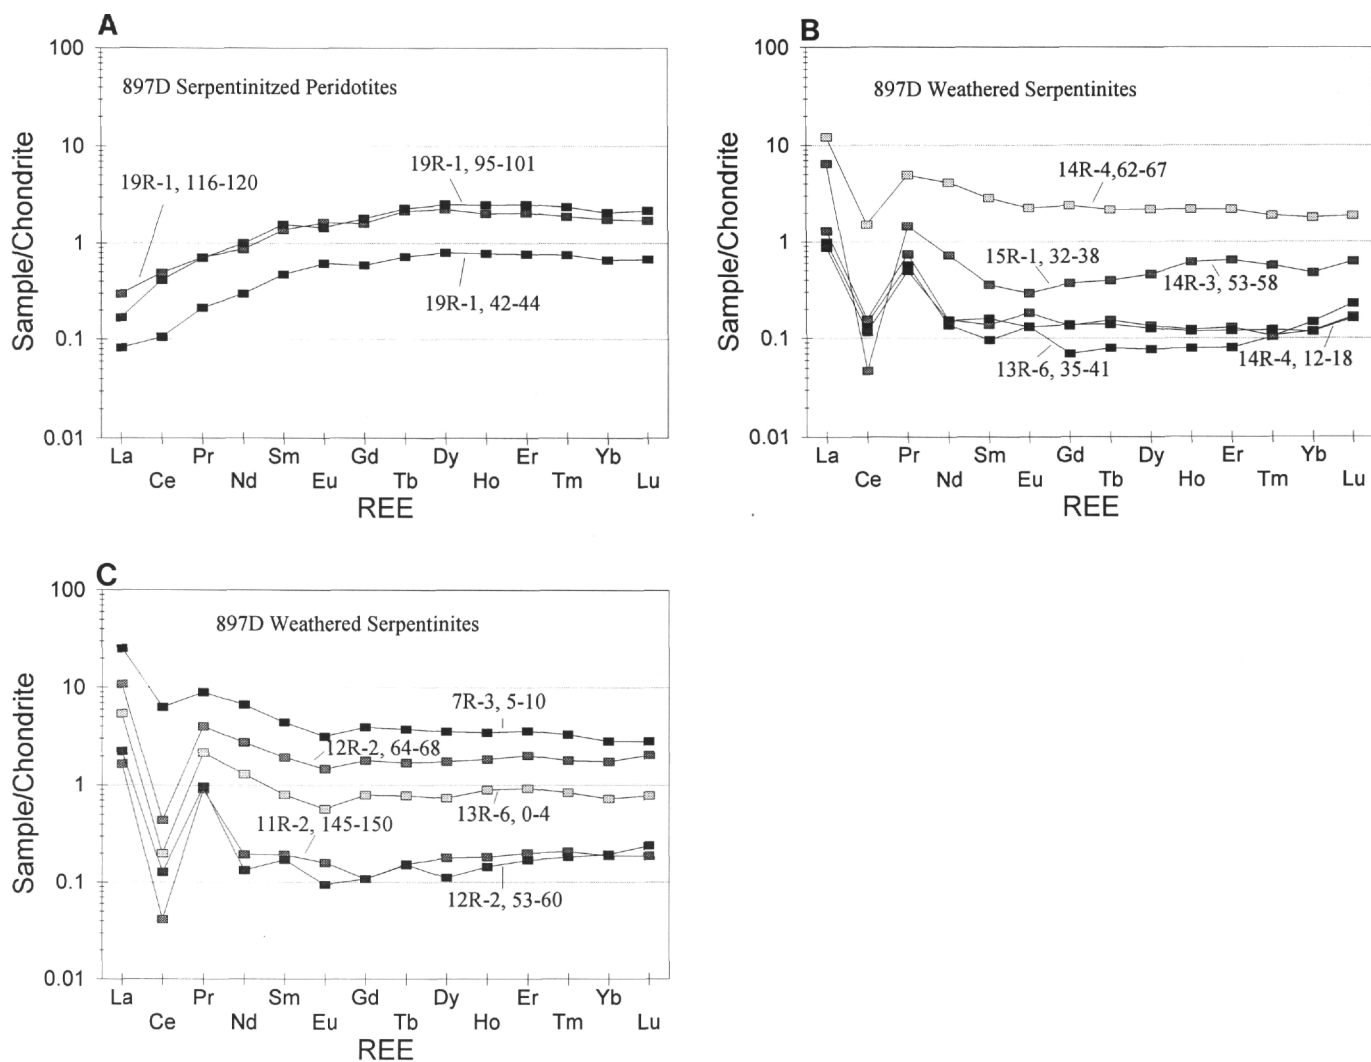 A
100
10
1
0.1
0.01
Sample/Chondrite
897D Serpentinitzed Peridotites
19R-1, 95-101
19R-1, 116-120
19R-1, 42-44
La Pr Sm Gd Dy Er Yb
Ce Nd Eu Tb Ho Tm Lu
REE
B
100
10
1
0.1
0.01
Sample/Chondrite
897D Weathered Serpentinites
14R-4,62-67
15R-1, 32-38
14R-3, 53-58
13R-6, 35-41
14R-4, 12-18
La Pr Sm Gd Dy Er Yb
Ce Nd Eu Tb Ho Tm Lu
REE
C
100
10
1
0.1
0.01
Sample/Chondrite
897D Weathered Serpentinites
7R-3, 5-10
12R-2, 64-68
13R-6, 0-4
11R-2, 145-150
12R-2, 53-60
La Pr Sm Gd Dy Er Yb
Ce Nd Eu Tb Ho Tm Lu
REE